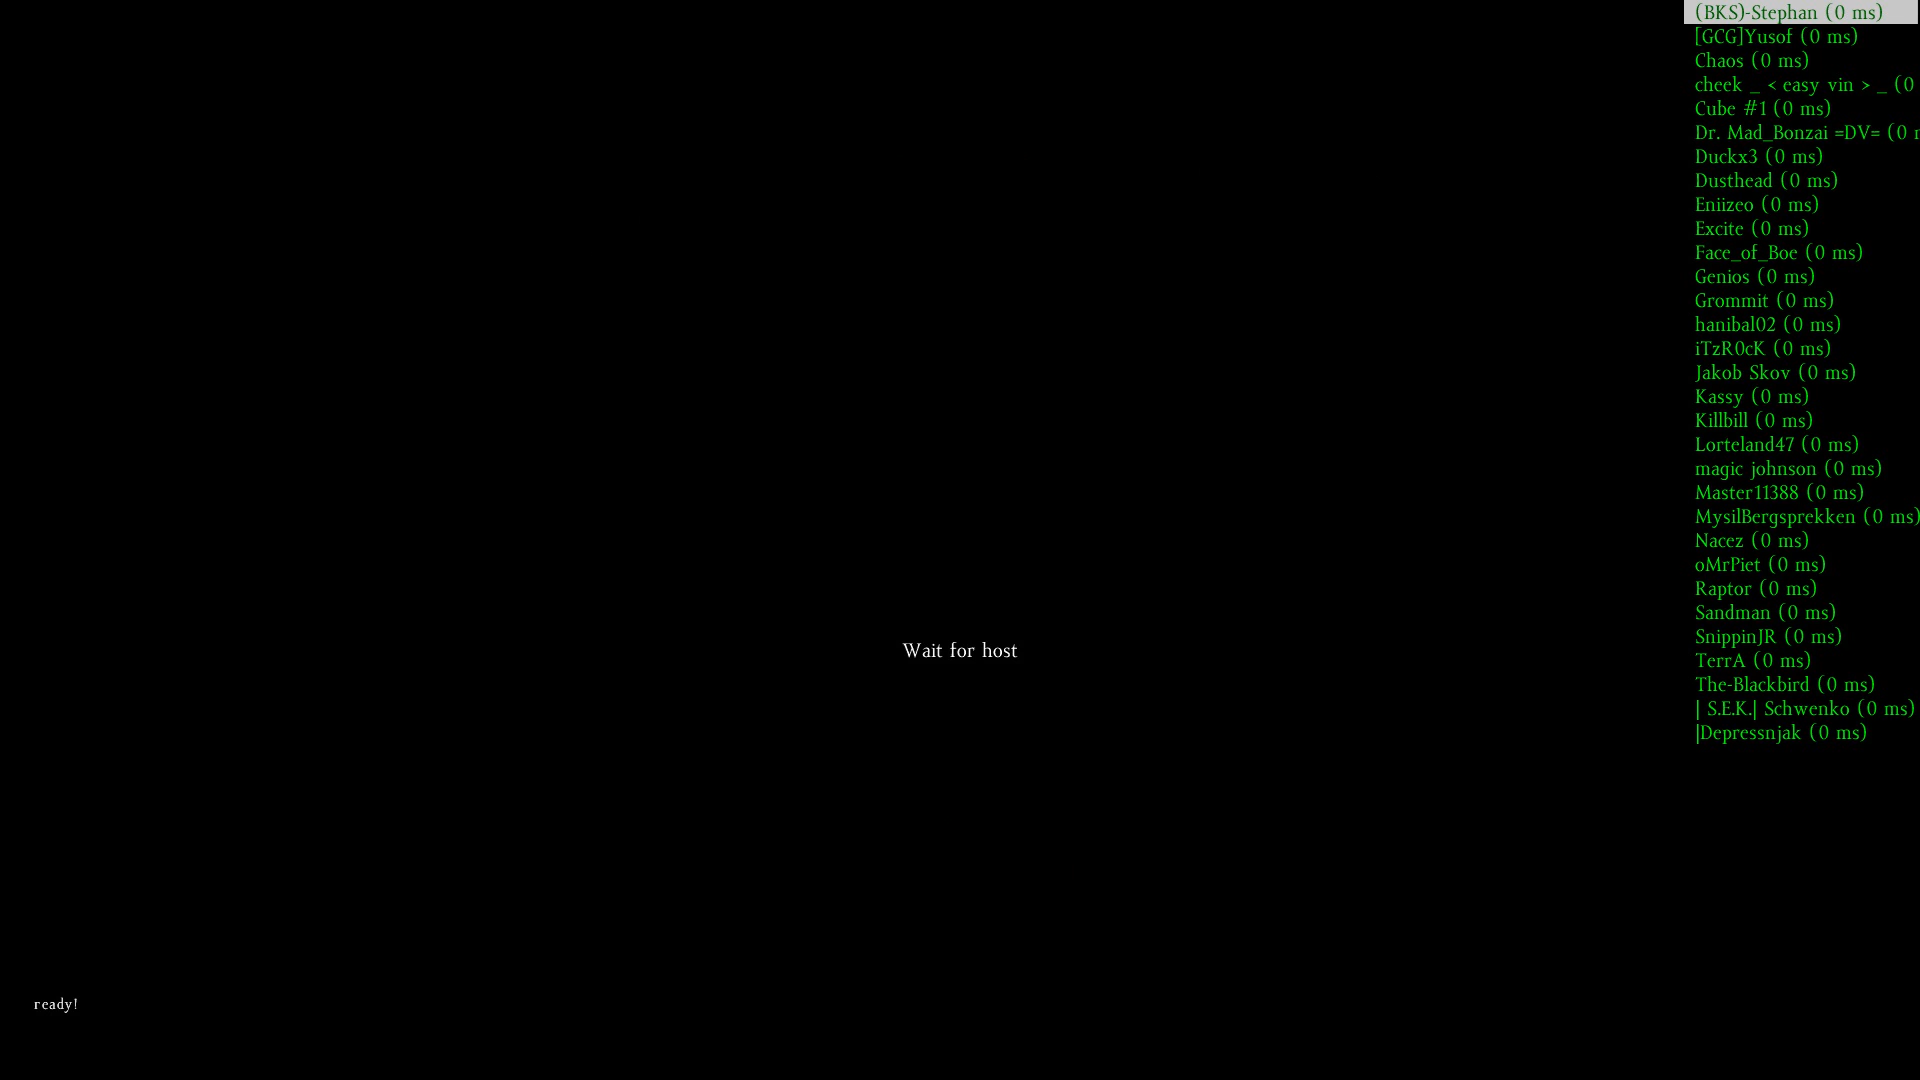 (BKS)-Stephan (0 ms)
[GCG]Yusof (0 ms)
Chaos (0 ms)
cheek _ < easy vin > _ (0
Cube #1 (0 ms)
Dr. Mad_Bonzai =DV= (0
Duckx3 (0 ms)
Dusthead (0 ms)
Eniizeo (0 ms)
Excite (0 ms)
Face_of_Boe (0 ms)
Genios (0 ms)
Grommit (0 ms)
hanibal02 (0 ms)
iTzR0cK (0 ms)
Jakob Skov (0 ms)
Kassy (0 ms)
Killbill (0 ms)
Lorteland47 (0 ms)
magic johnson (0 ms)
Master11388 (0 ms)
MysilBergsprekken (0 ms)
Nacez (0 ms)
oMrPiet (0 ms)
Raptor (0 ms)
Sandman (0 ms)
SnippinJR (0 ms)
Wait for host
TerrA (0 ms)
The-Blackbird (0 ms)
| S.E.K.| Schwenko (0 ms)
|Depressnjak (0 ms)
ready!